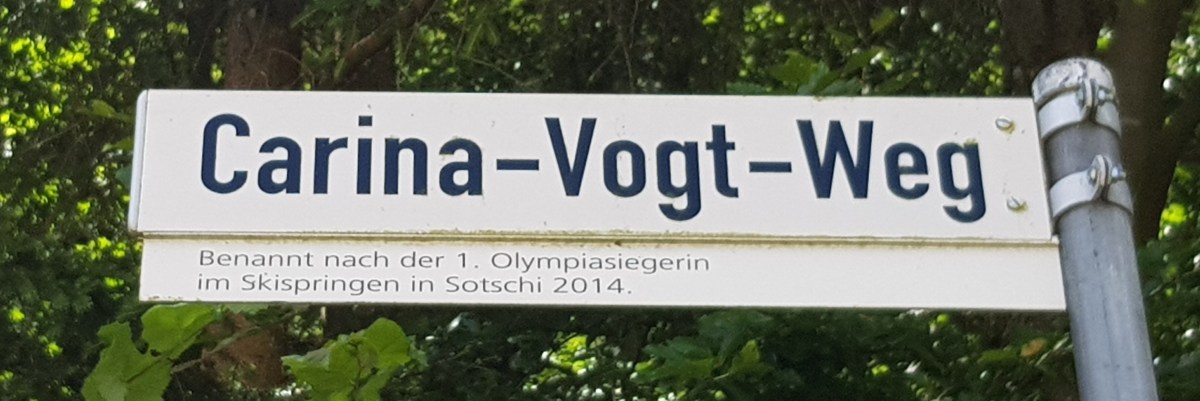 Carina-Vogt-Weg
Benannt nach der 1. Olympiasiegerin
im Skispringen in Sotschi 2014.